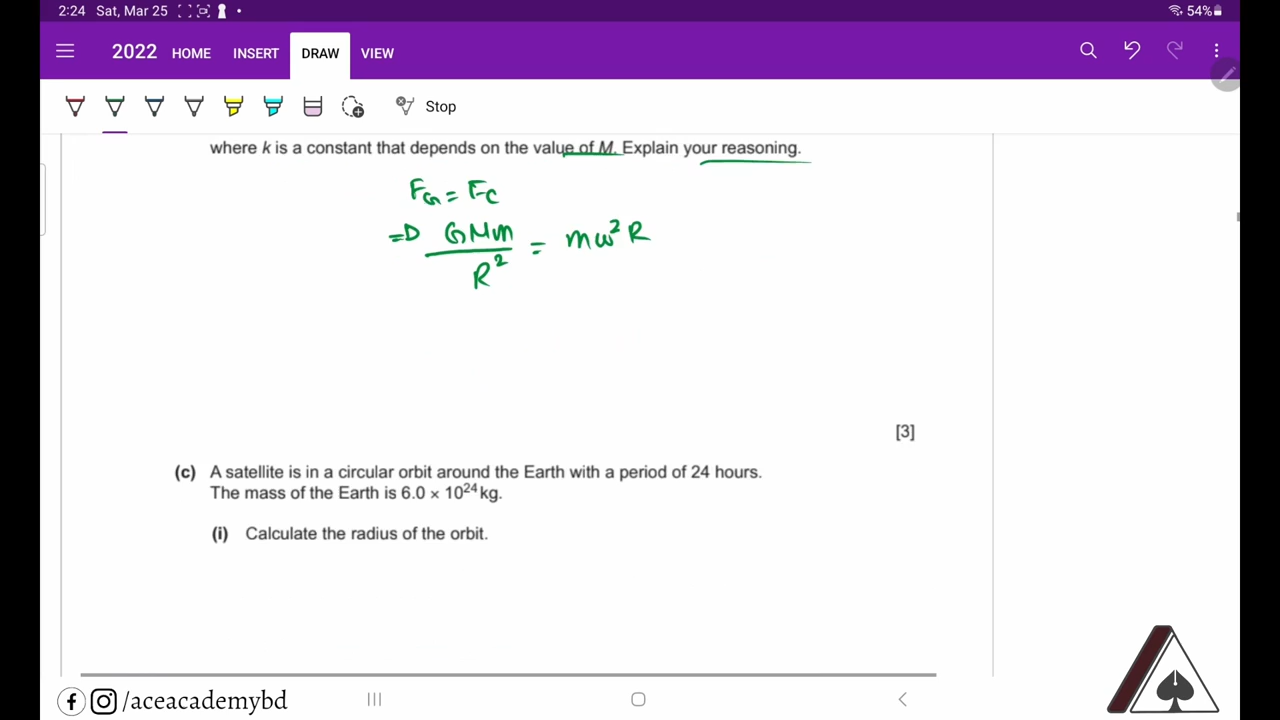 2:24 Sat, Mar 25
54%
2022 HOME INSERT DRAW VIEW
Stop
where k is a constant that depends on the value of M. Explain your reasoning.
F_G = F_C
=> GMm / R² = mω²R
[3]
(c) A satellite is in a circular orbit around the Earth with a period of 24 hours.
The mass of the Earth is 6.0 × 10²⁴ kg.
(i) Calculate the radius of the orbit.
/aceacademybd